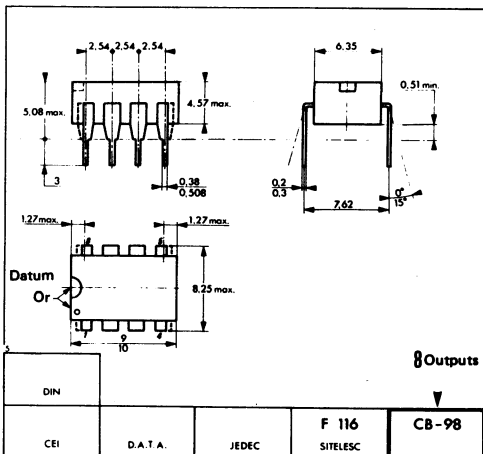 2,54 2,54 2,54
6,35
5,08 max.
4,57 max.
0,51 min.
3
0,38
0,508
0,2
0,3
7,62
0°
15°
1,27 max.
1,27 max.
Datum
Or
8,25 max.
1
4
9
10
8 Outputs
DIN
CEI
D.A.T.A.
JEDEC
F 116
SITELESC
CB-98